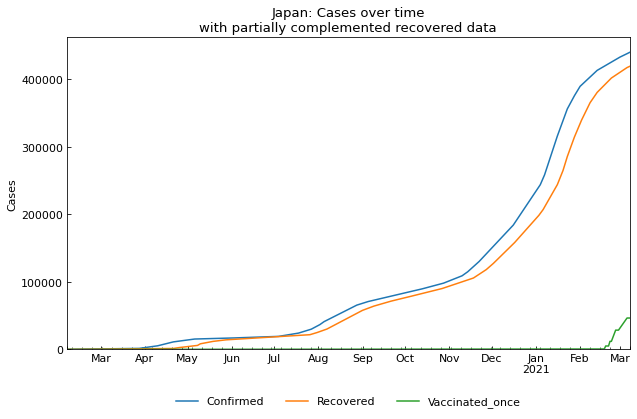 Japan: Cases over time
with partially complemented recovered data
Cases
400000
300000
200000
100000
0
Mar Apr May Jun Jul Aug Sep Oct Nov Dec Jan Feb Mar
2021
Confirmed Recovered Vaccinated_once